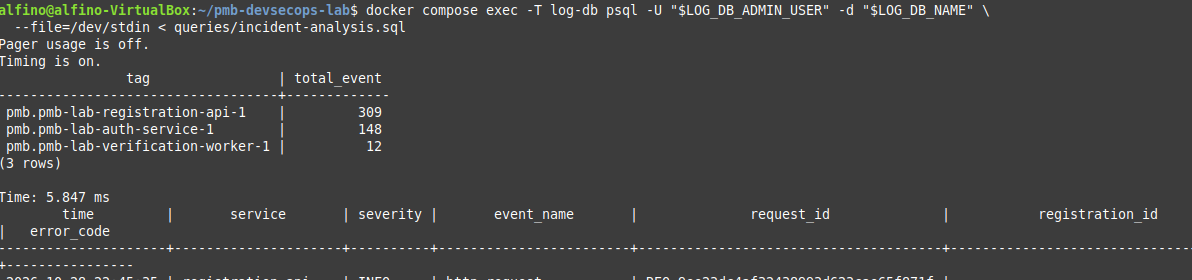 alfino@alfino-VirtualBox:~/pmb-devsecops-lab$ docker compose exec -T log-db psql -U "$LOG_DB_ADMIN_USER" -d "$LOG_DB_NAME" \
  --file=/dev/stdin < queries/incident-analysis.sql
Pager usage is off.
Timing is on.
               tag                | total_event
----------------------------------+-------------
 pmb.pmb-lab-registration-api-1    |         309
 pmb.pmb-lab-auth-service-1        |         148
 pmb.pmb-lab-verification-worker-1 |          12
(3 rows)
Time: 5.847 ms
       time         |       service       | severity |       event_name       |              request_id              |           registration_id
|   error_code
--------------------+---------------------+----------+------------------------+--------------------------------------+------------------------------
+----------------